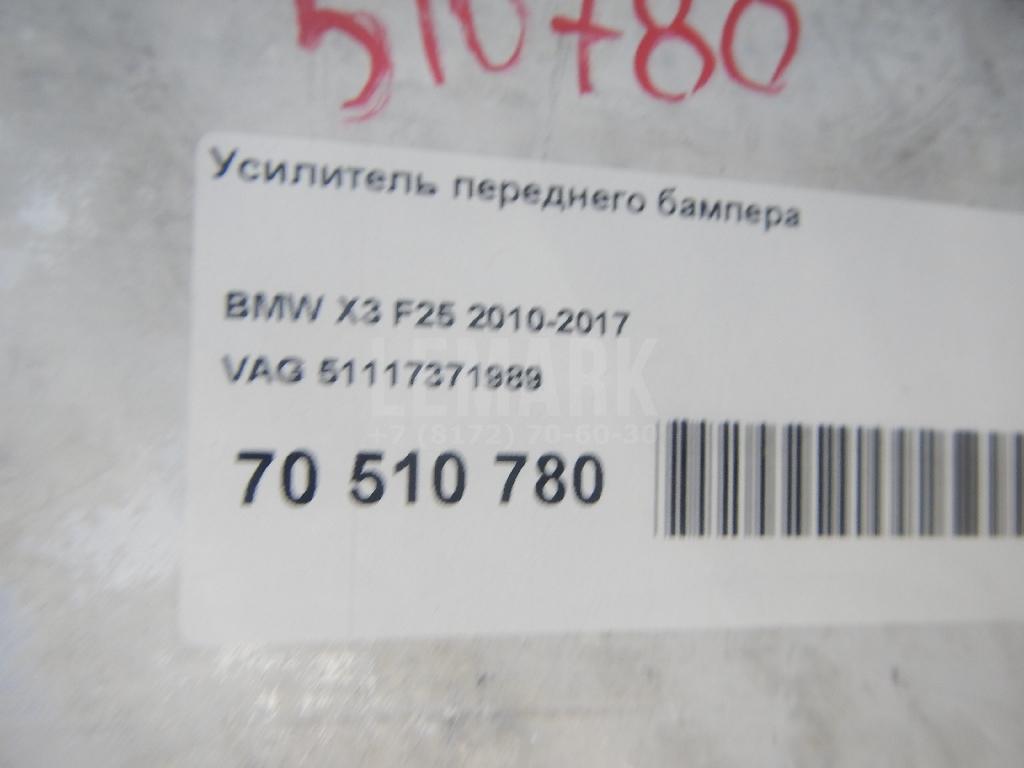 510780
Усилитель переднего бампера
BMW X3 F25 2010-2017
VAG 51117371989
LEMARK
+7 (8172) 70-60-30
70 510 780